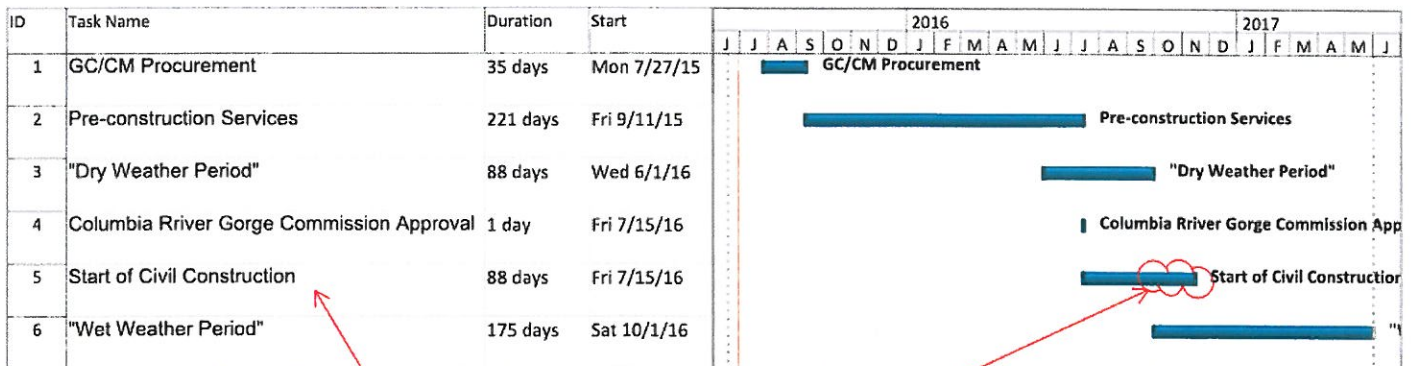 ID Task Name Duration Start 2016 2017
J J A S O N D J F M A M J J A S O N D J F M A M J
1 GC/CM Procurement 35 days Mon 7/27/15 GC/CM Procurement
2 Pre-construction Services 221 days Fri 9/11/15 Pre-construction Services
3 "Dry Weather Period" 88 days Wed 6/1/16 "Dry Weather Period"
4 Columbia Rriver Gorge Commission Approval 1 day Fri 7/15/16 Columbia Rriver Gorge Commission App
5 Start of Civil Construction 88 days Fri 7/15/16 Start of Civil Construction
6 "Wet Weather Period" 175 days Sat 10/1/16